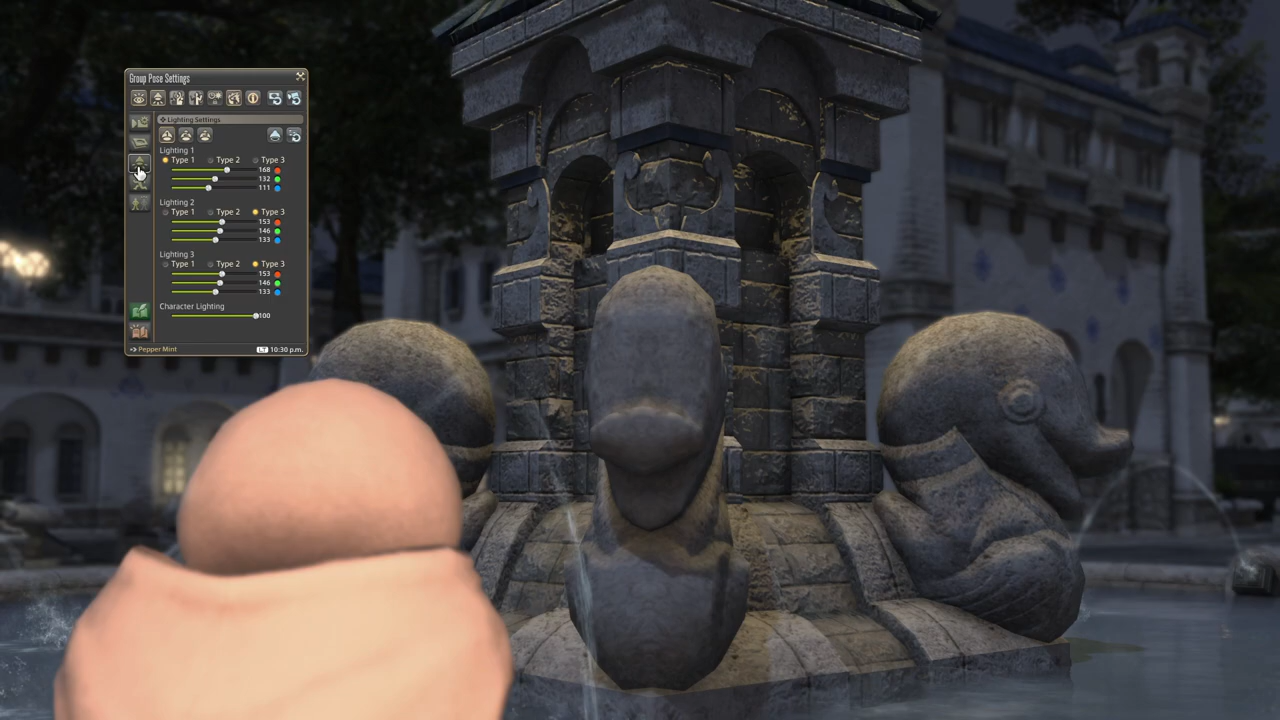 Group Pose Settings
Lighting Settings
Lighting 1
Type 1 Type 2 Type 3
168
132
111
Lighting 2
Type 1 Type 2 Type 3
153
146
133
Lighting 3
Type 1 Type 2 Type 3
153
146
133
Character Lighting
100
Pepper Mint LT 10:30 p.m.